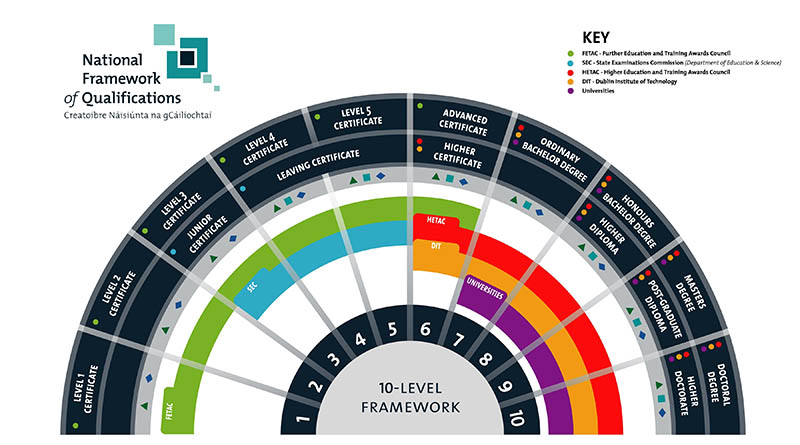 National
Framework
of Qualifications
Creatoibre Náisiúnta na gCáilíochtaí
KEY
FETAC - Further Education and Training Awards Council
SEC - State Examinations Commission (Department of Education & Science)
HETAC - Higher Education and Training Awards Council
DIT - Dublin Institute of Technology
Universities
LEVEL 1
CERTIFICATE
LEVEL 2
CERTIFICATE
LEVEL 3
CERTIFICATE
JUNIOR
CERTIFICATE
LEVEL 4
CERTIFICATE
LEVEL 5
CERTIFICATE
LEAVING CERTIFICATE
ADVANCED
CERTIFICATE
HIGHER
CERTIFICATE
ORDINARY
BACHELOR DEGREE
HONOURS
BACHELOR DEGREE
HIGHER
DIPLOMA
MASTERS
DEGREE
POST-GRADUATE
DIPLOMA
DOCTORAL
DEGREE
HIGHER
DOCTORATE
FETAC
SEC
HETAC
DIT
UNIVERSITIES
1
2
3
4
5
6
7
8
9
10
10-LEVEL
FRAMEWORK